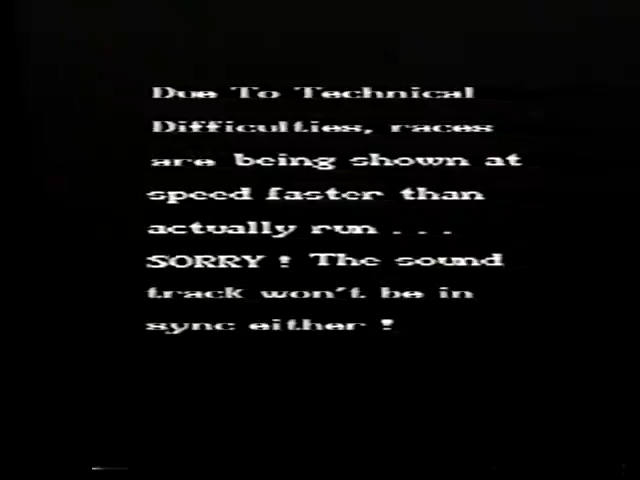 Due To Technical
Difficulties, races
are being shown at
speed faster than
actually run . . .
SORRY ! The sound
track won't be in
sync either !